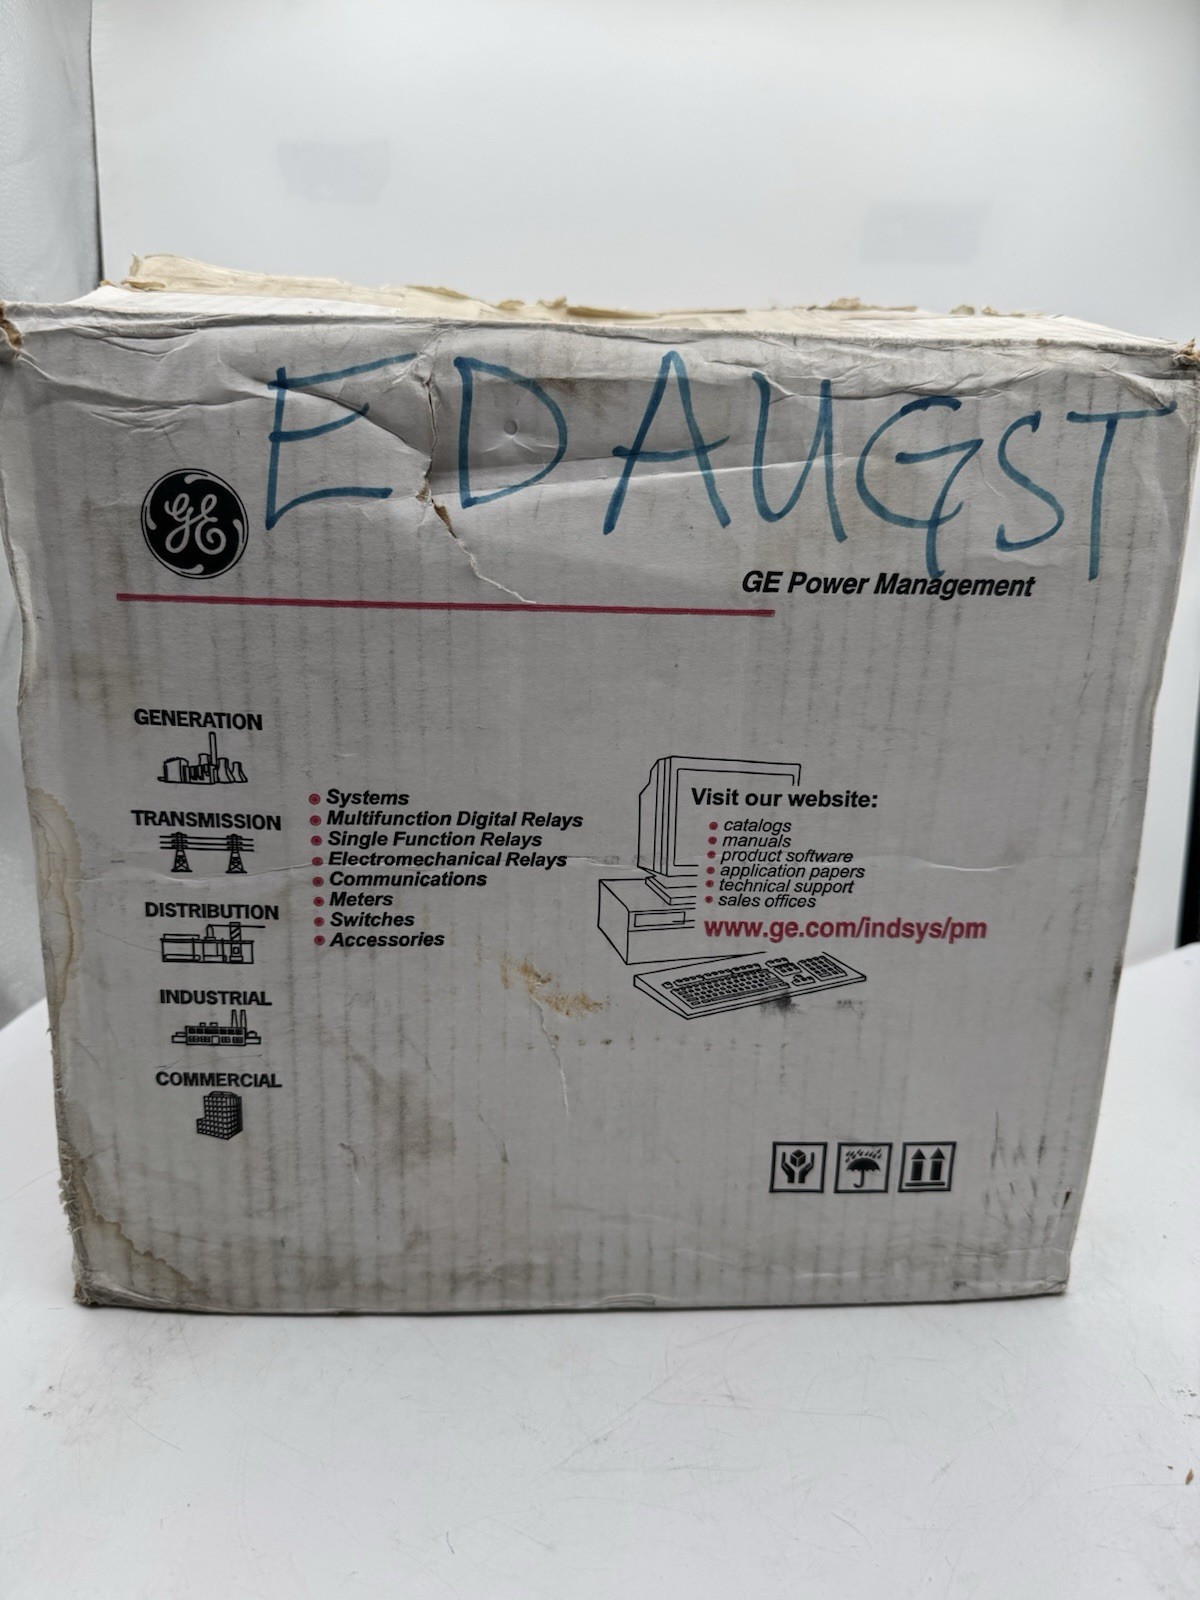 EDAUGST
GE
GE Power Management
GENERATION
TRANSMISSION
DISTRIBUTION
INDUSTRIAL
COMMERCIAL
Systems
Multifunction Digital Relays
Single Function Relays
Electromechanical Relays
Communications
Meters
Switches
Accessories
Visit our website:
catalogs
manuals
product software
application papers
technical support
sales offices
www.ge.com/indsys/pm